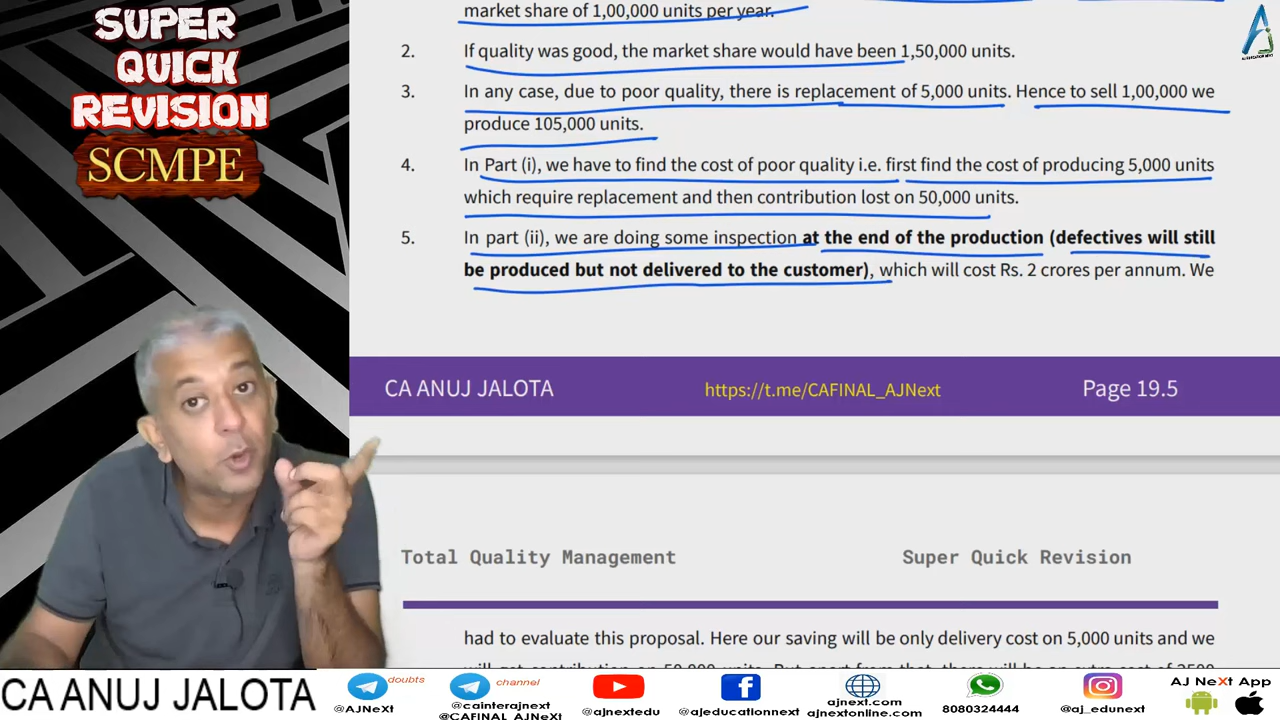 SUPER
QUICK
REVISION
SCMPE
market share of 1,00,000 units per year.
2. If quality was good, the market share would have been 1,50,000 units.
3. In any case, due to poor quality, there is replacement of 5,000 units. Hence to sell 1,00,000 we
produce 105,000 units.
4. In Part (i), we have to find the cost of poor quality i.e. first find the cost of producing 5,000 units
which require replacement and then contribution lost on 50,000 units.
5. In part (ii), we are doing some inspection at the end of the production (defectives will still
be produced but not delivered to the customer), which will cost Rs. 2 crores per annum. We
CA ANUJ JALOTA https://t.me/CAFINAL_AJNext Page 19.5
Total Quality Management Super Quick Revision
had to evaluate this proposal. Here our saving will be only delivery cost on 5,000 units and we
CA ANUJ JALOTA
doubts
@AJNeXt
channel
@cainterajnext
@CAFINAL_AJNext
@ajnextedu
@ajeducationnext
ajnext.com
ajnextonline.com
8080324444
@aj_edunext
AJ NeXt App